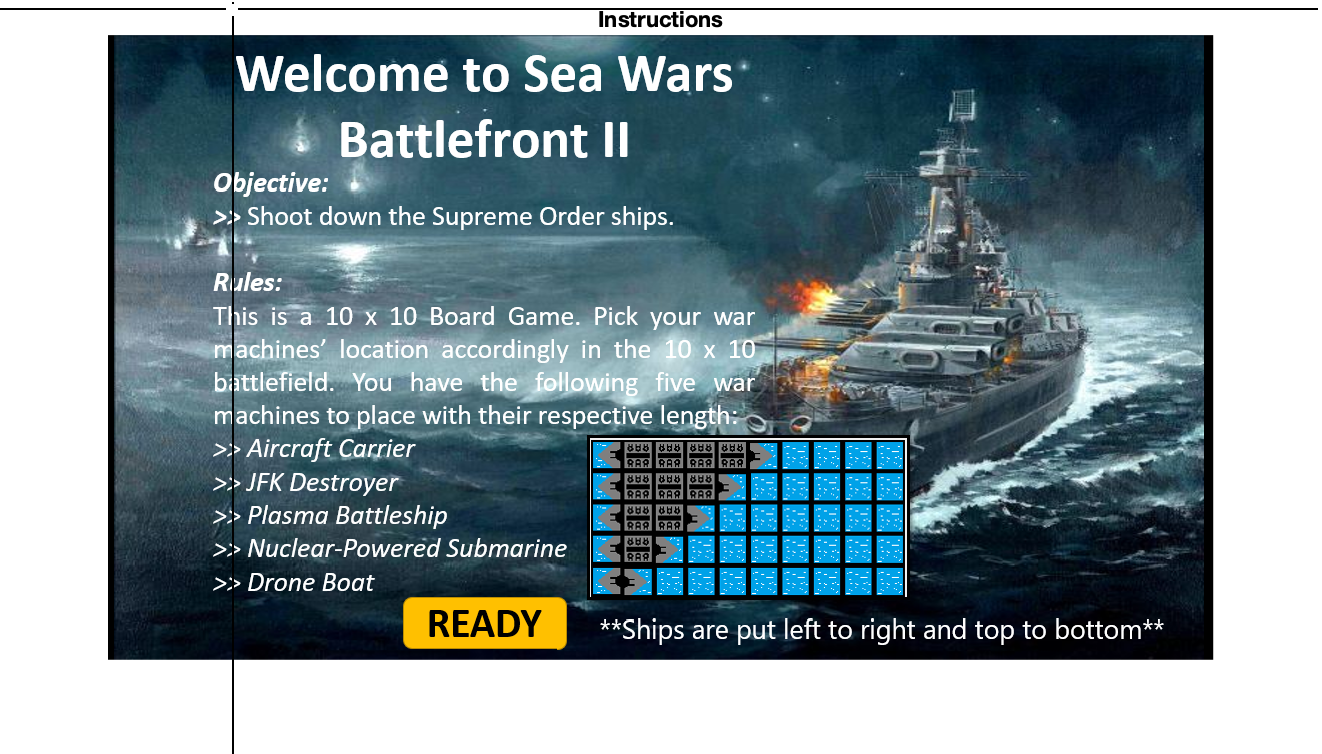 Instructions
Welcome to Sea Wars
Battlefront II
Objective:
>> Shoot down the Supreme Order ships.
Rules:
This is a 10 x 10 Board Game. Pick your war
machines’ location accordingly in the 10 x 10
battlefield. You have the following five war
machines to place with their respective length:
>> Aircraft Carrier
>> JFK Destroyer
>> Plasma Battleship
>> Nuclear-Powered Submarine
>> Drone Boat
READY
**Ships are put left to right and top to bottom**